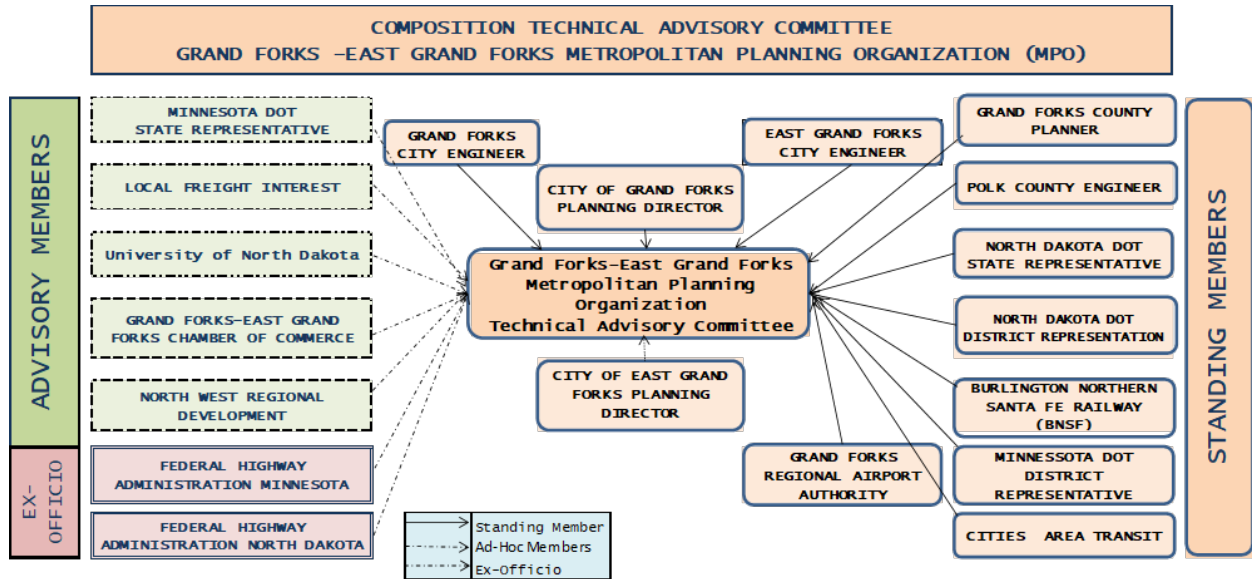 COMPOSITION TECHNICAL ADVISORY COMMITTEE
GRAND FORKS –EAST GRAND FORKS METROPOLITAN PLANNING ORGANIZATION (MPO)
ADVISORY MEMBERS
EX-
OFFICIO
MINNESOTA DOT
STATE REPRESENTATIVE
LOCAL FREIGHT INTEREST
University of North Dakota
GRAND FORKS-EAST GRAND
FORKS CHAMBER OF COMMERCE
NORTH WEST REGIONAL
DEVELOPMENT
FEDERAL HIGHWAY
ADMINISTRATION MINNESOTA
FEDERAL HIGHWAY
ADMINISTRATION NORTH DAKOTA
GRAND FORKS
CITY ENGINEER
CITY OF GRAND FORKS
PLANNING DIRECTOR
EAST GRAND FORKS
CITY ENGINEER
Grand Forks-East Grand Forks
Metropolitan Planning
Organization
Technical Advisory Committee
CITY OF EAST GRAND
FORKS PLANNING
DIRECTOR
GRAND FORKS
REGIONAL AIRPORT
AUTHORITY
GRAND FORKS COUNTY
PLANNER
POLK COUNTY ENGINEER
NORTH DAKOTA DOT
STATE REPRESENTATIVE
NORTH DAKOTA DOT
DISTRICT REPRESENTATION
BURLINGTON NORTHERN
SANTA FE RAILWAY
(BNSF)
MINNESSOTA DOT
DISTRICT
REPRESENTATIVE
CITIES AREA TRANSIT
STANDING MEMBERS
Standing Member
Ad-Hoc Members
Ex-Officio